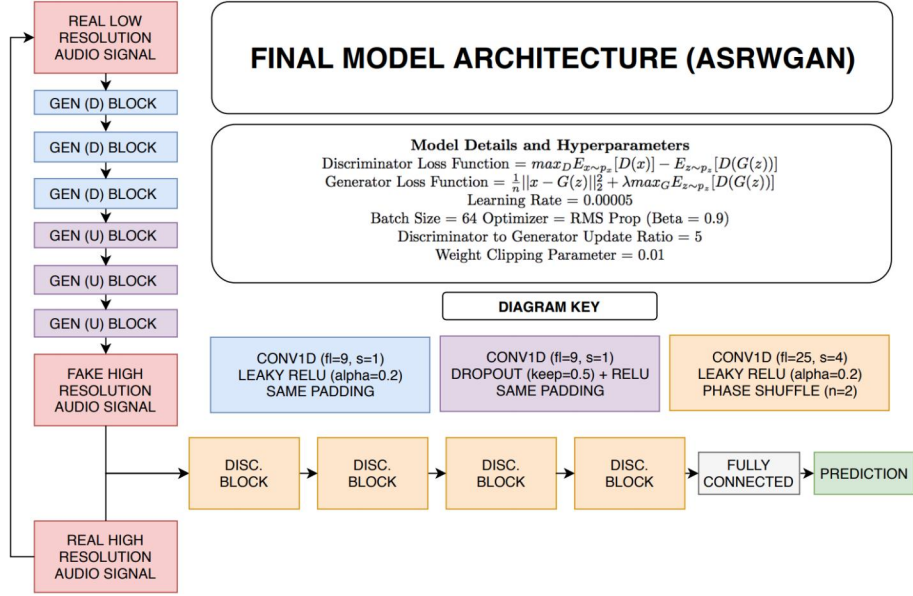 REAL LOW
RESOLUTION
AUDIO SIGNAL
GEN (D) BLOCK
GEN (D) BLOCK
GEN (D) BLOCK
GEN (U) BLOCK
GEN (U) BLOCK
GEN (U) BLOCK
FAKE HIGH
RESOLUTION
AUDIO SIGNAL
REAL HIGH
RESOLUTION
AUDIO SIGNAL
FINAL MODEL ARCHITECTURE (ASRWGAN)
Model Details and Hyperparameters
Discriminator Loss Function = $max_D E_{x \sim p_x}[D(x)] - E_{z \sim p_z}[D(G(z))]$
Generator Loss Function = $\frac{1}{n}||x - G(z)||_2^2 + \lambda max_G E_{z \sim p_z}[D(G(z))]$
Learning Rate = 0.00005
Batch Size = 64 Optimizer = RMS Prop (Beta = 0.9)
Discriminator to Generator Update Ratio = 5
Weight Clipping Parameter = 0.01
DIAGRAM KEY
CONV1D (fl=9, s=1)
LEAKY RELU (alpha=0.2)
SAME PADDING
CONV1D (fl=9, s=1)
DROPOUT (keep=0.5) + RELU
SAME PADDING
CONV1D (fl=25, s=4)
LEAKY RELU (alpha=0.2)
PHASE SHUFFLE (n=2)
DISC.
BLOCK
DISC.
BLOCK
DISC.
BLOCK
DISC.
BLOCK
FULLY
CONNECTED
PREDICTION